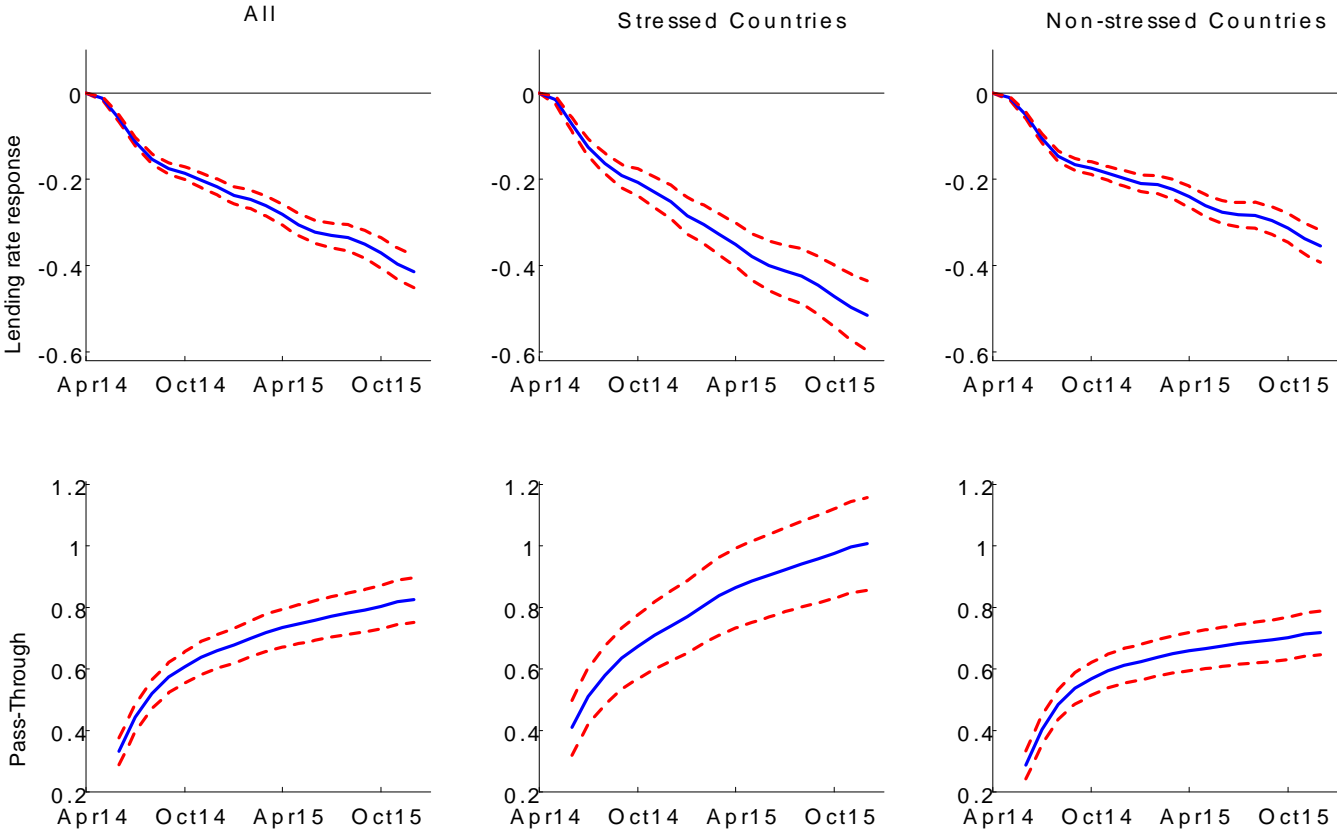 All
Stressed Countries
Non-stressed Countries
Lending rate response
0
-0.2
-0.4
-0.6
Apr14 Oct14 Apr15 Oct15
0
-0.2
-0.4
-0.6
Apr14 Oct14 Apr15 Oct15
0
-0.2
-0.4
-0.6
Apr14 Oct14 Apr15 Oct15
Pass-Through
1.2
1
0.8
0.6
0.4
0.2
Apr14 Oct14 Apr15 Oct15
1.2
1
0.8
0.6
0.4
0.2
Apr14 Oct14 Apr15 Oct15
1.2
1
0.8
0.6
0.4
0.2
Apr14 Oct14 Apr15 Oct15